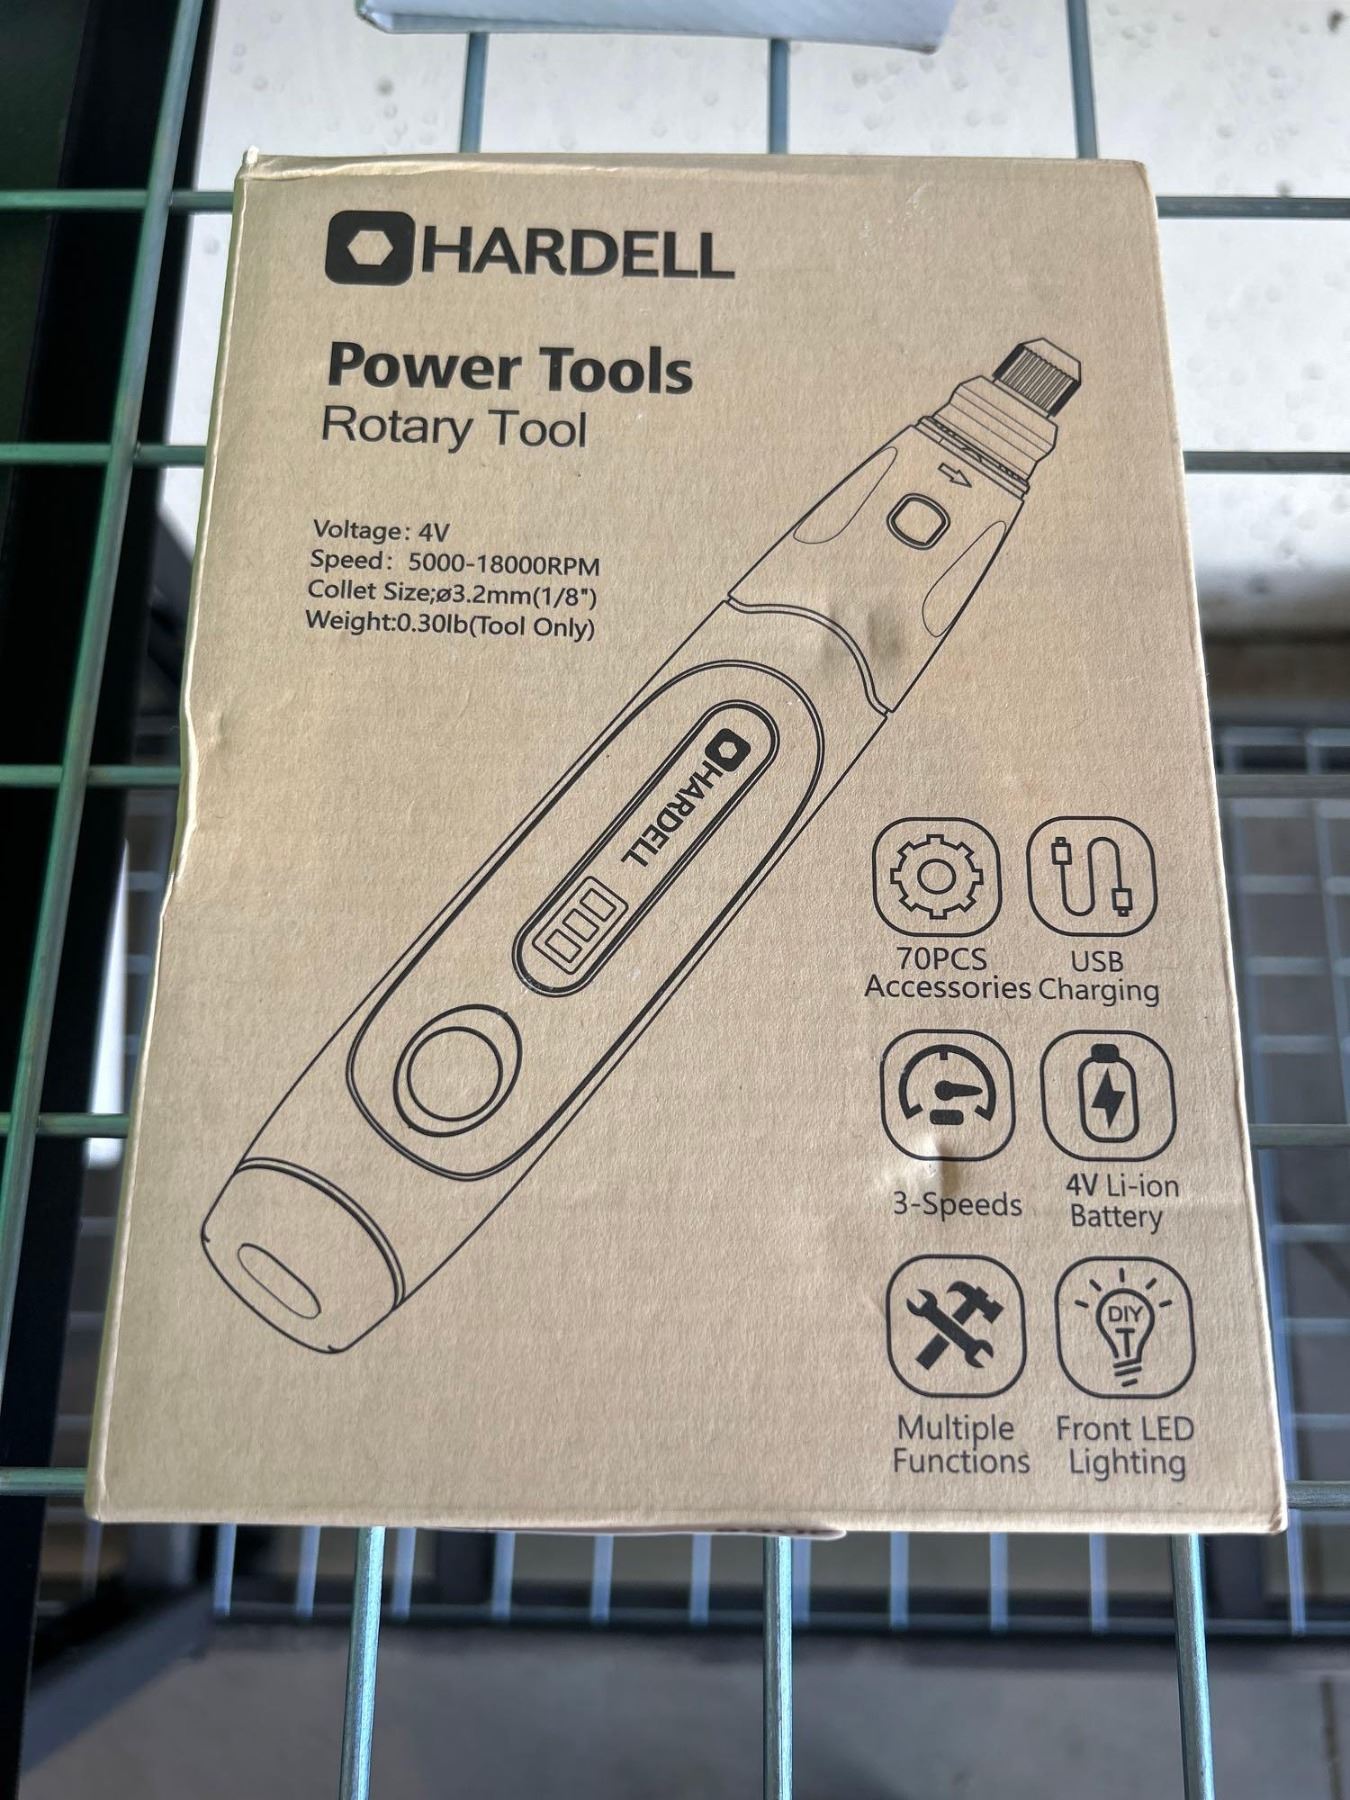 HARDELL
Power Tools
Rotary Tool
Voltage: 4V
Speed: 5000-18000RPM
Collet Size;ø3.2mm(1/8")
Weight:0.30lb(Tool Only)
HARDELL
70PCS
Accessories
USB
Charging
3-Speeds
4V Li-ion
Battery
Multiple
Functions
DIY
Front LED
Lighting